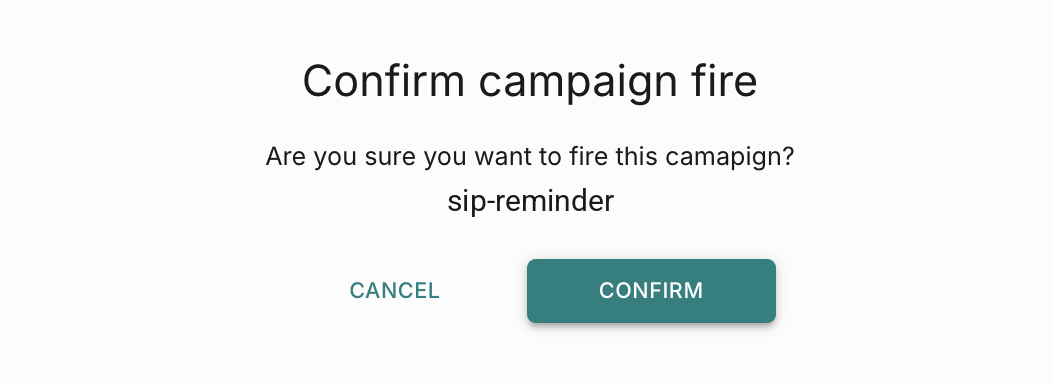 Confirm campaign fire
Are you sure you want to fire this camapign?
sip-reminder
CANCEL
CONFIRM